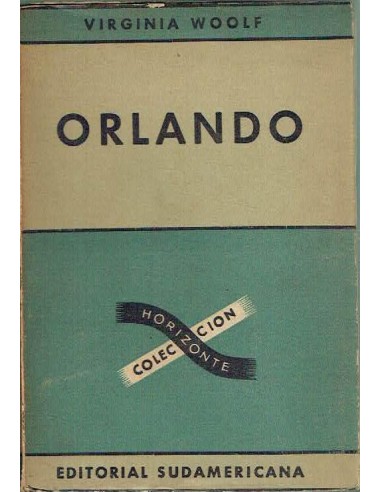 VIRGINIA WOOLF
ORLANDO
COLECCION
HORIZONTE
EDITORIAL SUDAMERICANA